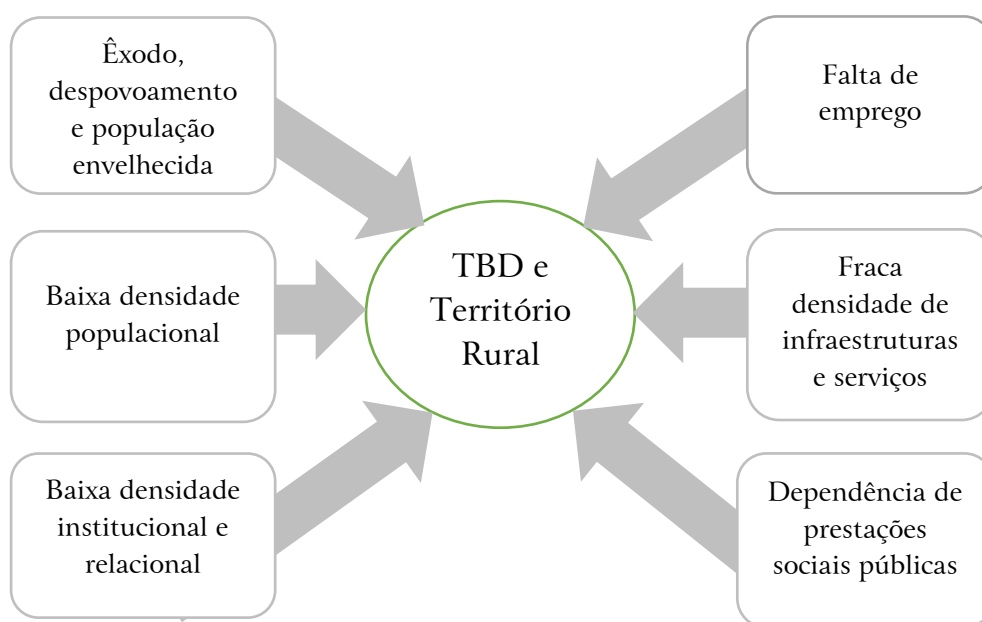 Êxodo,
despovoamento
e população
envelhecida
Falta de
emprego
TBD e
Território
Rural
Baixa densidade
populacional
Fraca
densidade de
infraestruturas
e serviços
Baixa densidade
institucional e
relacional
Dependência de
prestações
sociais públicas